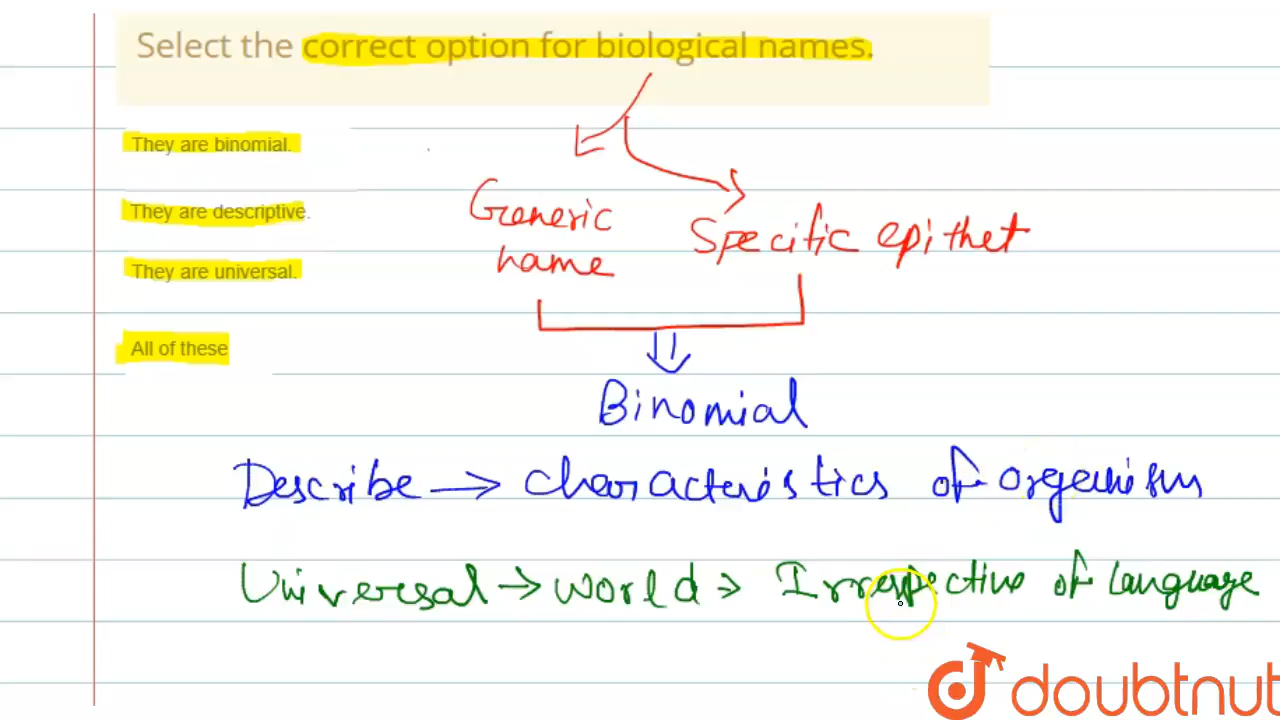 Select the correct option for biological names.
They are binomial.
They are descriptive.
They are universal.
All of these
Generic name
Specific epithet
Binomial
Describe → characteristics of organism
Universal → world → Irrespective of language
doubtnut